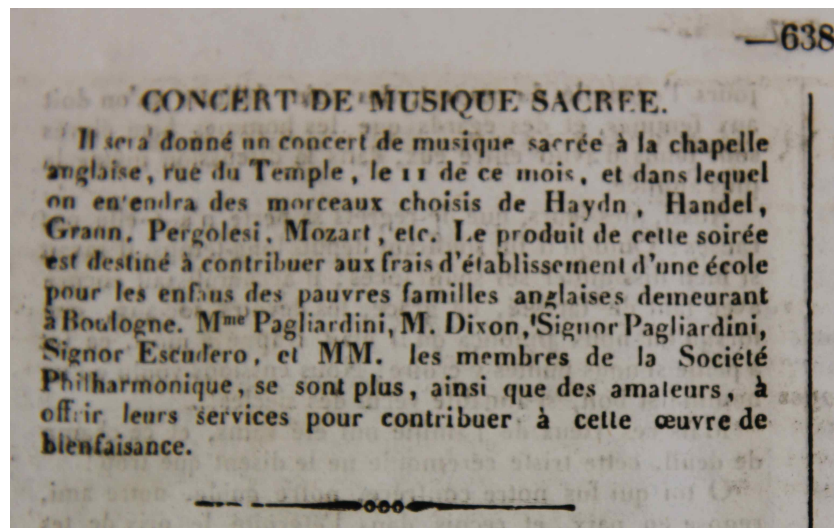 —638
CONCERT DE MUSIQUE SACREE.
Il sera donné un concert de musique sacrée à la chapelle
anglaise, rue du Temple, le 11 de ce mois, et dans lequel
on en'endra des morceaux choisis de Haydn, Handel,
Grann, Pergolesi, Mozart, etc. Le produit de cette soirée
est destiné à contribuer aux frais d'établissement d'une école
pour les enfans des pauvres familles anglaises demeurant
à Boulogne. Mme Pagliardini, M. Dixon, Signor Pagliardini,
Signor Escudero, et MM. les membres de la Société
Philharmonique, se sont plus, ainsi que des amateurs, à
offrir leurs services pour contribuer à cette œuvre de
bienfaisance.